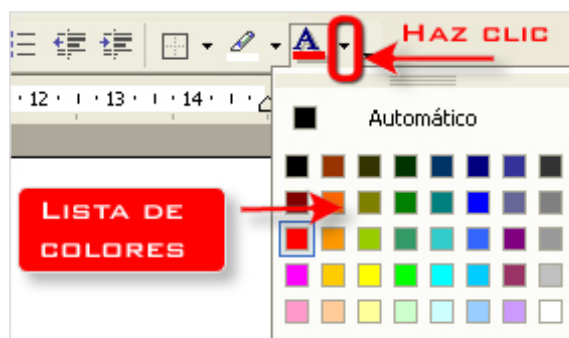 A
HAZ CLIC
· 12 · ı · 13 · ı · 14 · ı ·
Automático
LISTA DE
COLORES